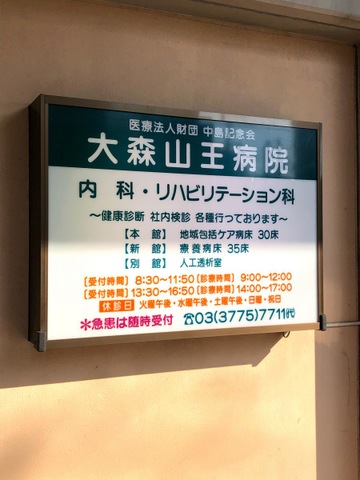 医療法人財団 中島記念会
大森山王病院
内科・リハビリテーション科
〜健康診断 社内検診 各種行っております〜
【本館】 地域包括ケア病床 30床
【新館】 療養病床 35床
【別館】 人工透析室
[受付時間] 8:30〜11:50 [診療時間] 9:00〜12:00
[受付時間] 13:30〜16:50 [診療時間] 14:00〜17:00
休診日 火曜午後・水曜午後・土曜午後・日曜・祝日
*急患は随時受付 ☎03(3775)7711㈹